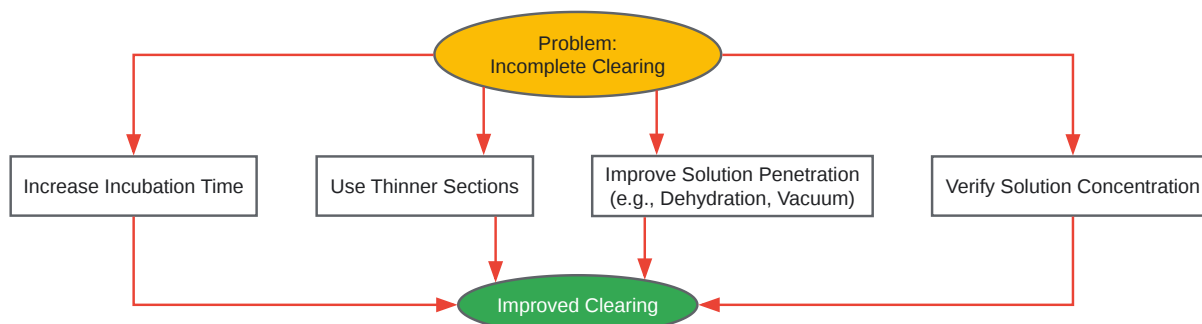 Problem:
Incomplete Clearing
Increase Incubation Time
Use Thinner Sections
Improve Solution Penetration
(e.g., Dehydration, Vacuum)
Verify Solution Concentration
Improved Clearing